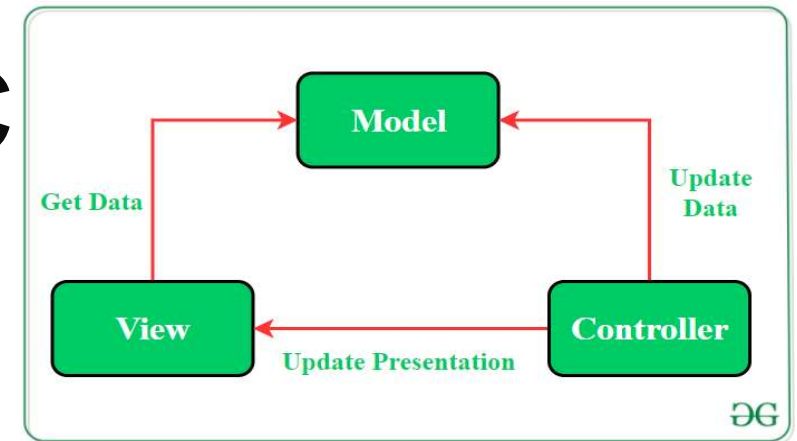 C
Model
Get Data
Update
Data
View
Controller
Update Presentation